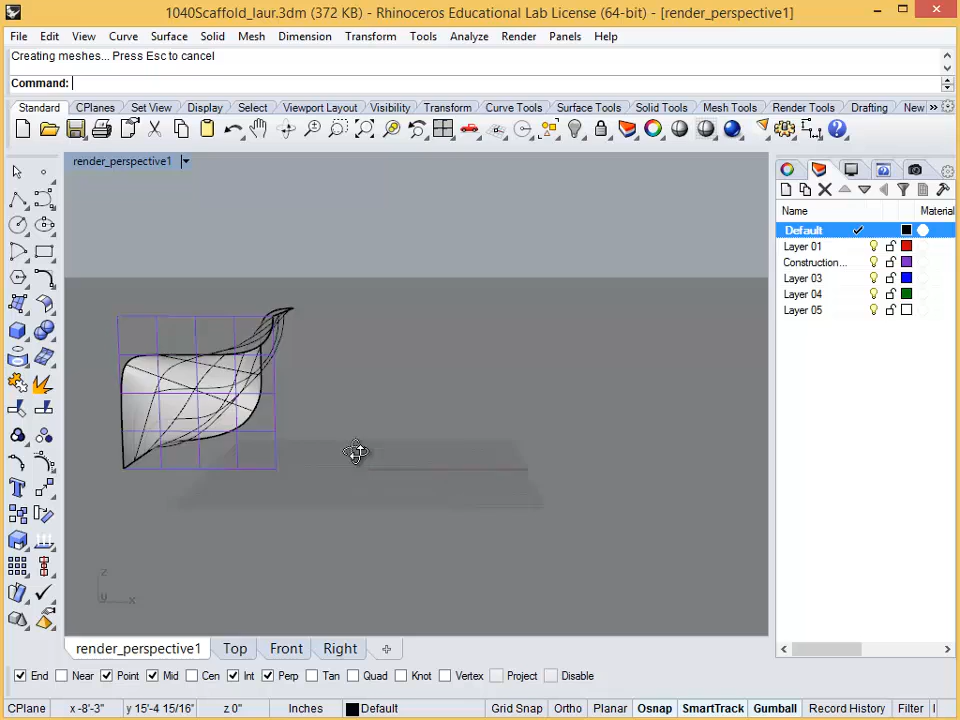 1040Scaffold_laur.3dm (372 KB) - Rhinoceros Educational Lab License (64-bit) - [render_perspective1]
File Edit View Curve Surface Solid Mesh Dimension Transform Tools Analyze Render Panels Help
Creating meshes... Press Esc to cancel
Command:
Standard CPlanes Set View Display Select Viewport Layout Visibility Transform Curve Tools Surface Tools Solid Tools Mesh Tools Render Tools Drafting New
render_perspective1
Name Material
Default
Layer 01
Construction...
Layer 03
Layer 04
Layer 05
z
y x
render_perspective1 Top Front Right
End Near Point Mid Cen Int Perp Tan Quad Knot Vertex Project Disable
CPlane x -8'-3" y 15'-4 15/16" z 0" Inches Default Grid Snap Ortho Planar Osnap SmartTrack Gumball Record History Filter